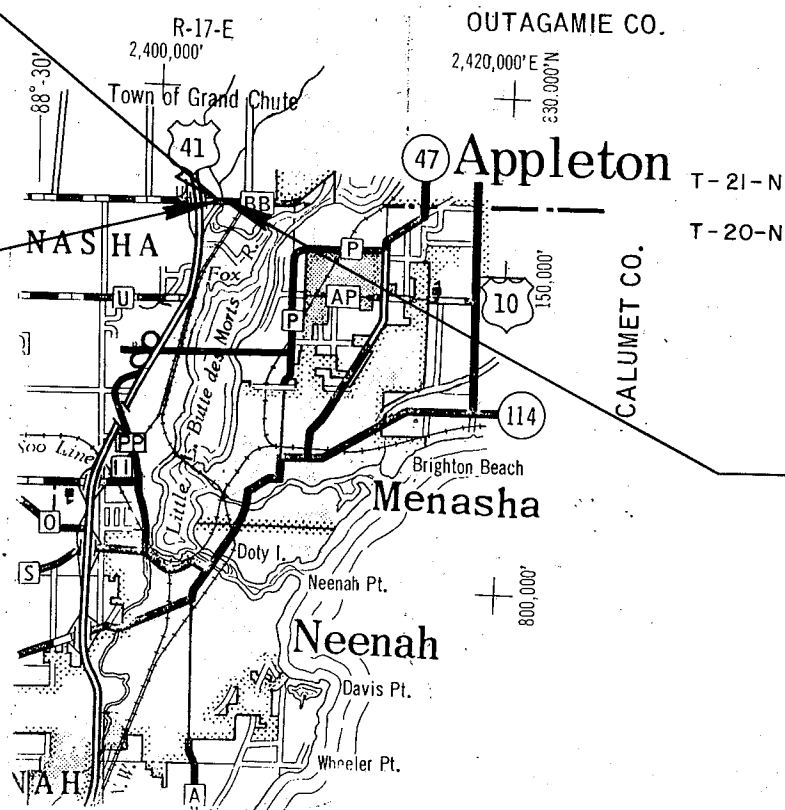 OUTAGAMIE CO.
R-17-E
2,400,000'
2,420,000'E
88°-30'
830,000'N
Town of Grand Chute
41
47
Appleton
T-21-N
BB
T-20-N
NASHA
P
Fox R.
CALUMET CO.
U
AP
10
150,000'
P
Little L. Butte des Morts
114
PP
Soo Line
II
Brighton Beach
Menasha
O
Doty I.
S
Neenah Pt.
800,000'
Neenah
Davis Pt.
Wheeler Pt.
NAH
A